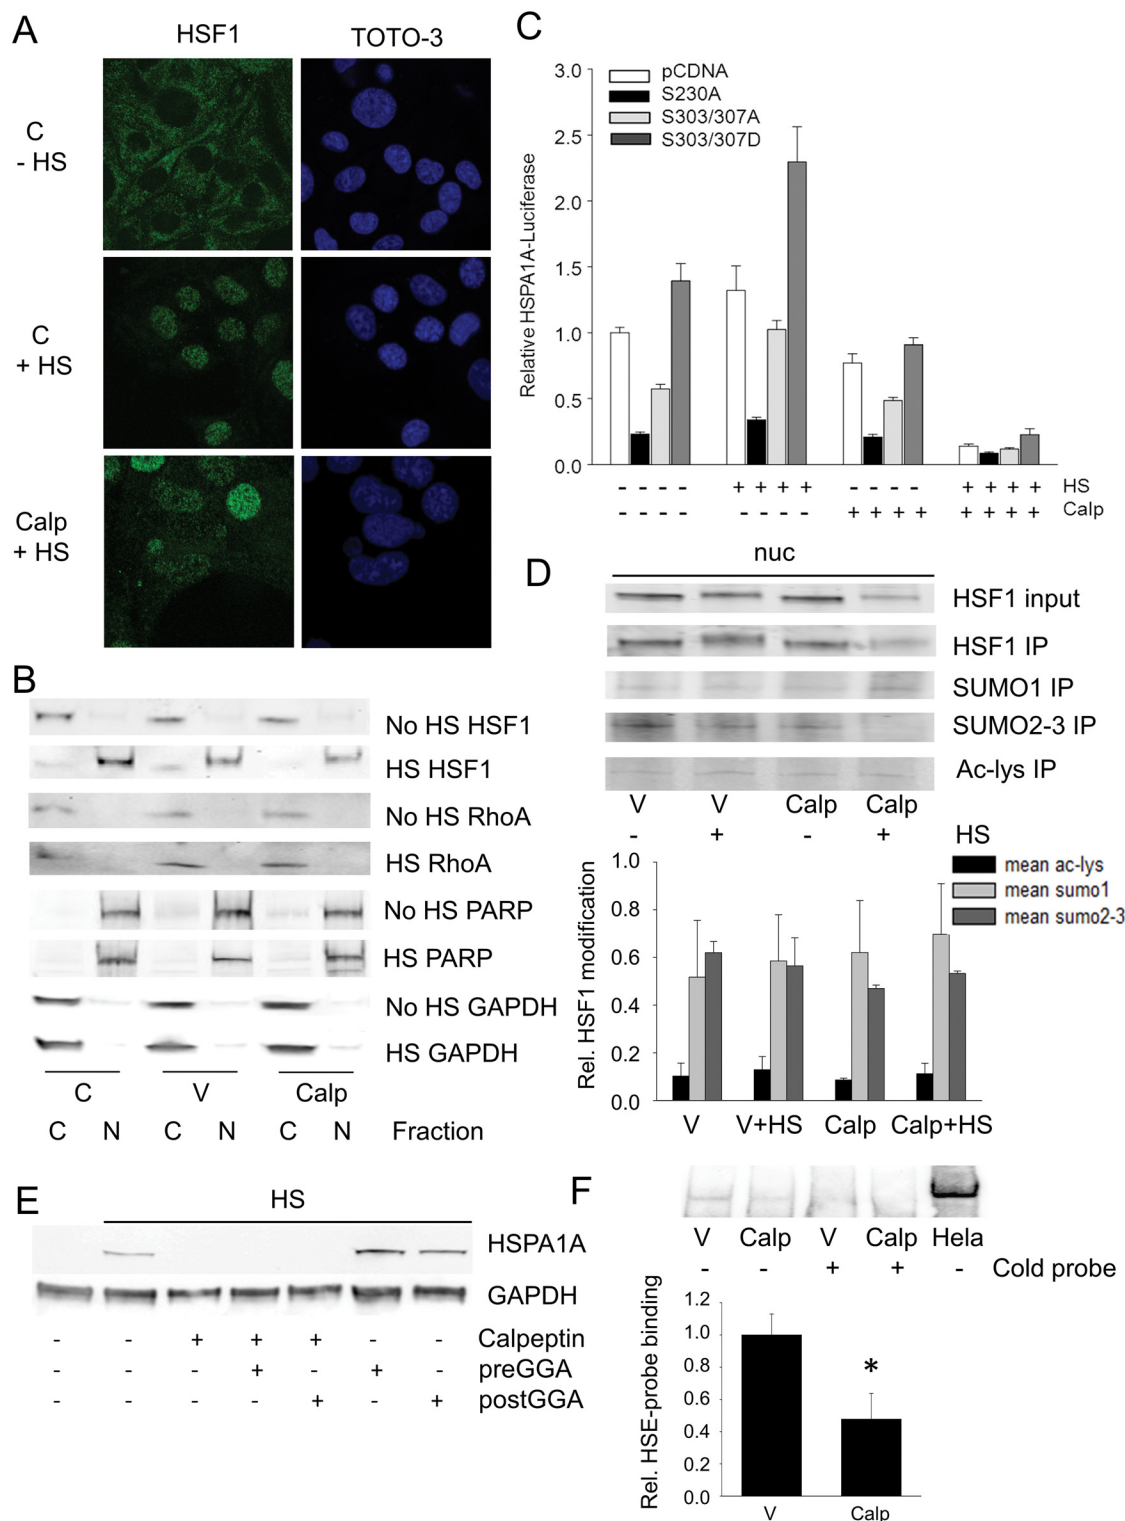 A
HSF1
TOTO-3
C
- HS
C
+ HS
Calp
+ HS
B
No HS HSF1
HS HSF1
No HS RhoA
HS RhoA
No HS PARP
HS PARP
No HS GAPDH
HS GAPDH
C V Calp
C N C N C N Fraction
C
pCDNA
S230A
S303/307A
S303/307D
Relative HSPA1A-Luciferase
3.0
2.5
2.0
1.5
1.0
0.5
0.0
- - - - + + + + - - - - + + + + HS
- - - - - - - - + + + + + + + + Calp
D
nuc
HSF1 input
HSF1 IP
SUMO1 IP
SUMO2-3 IP
Ac-lys IP
V V Calp Calp
- + - + HS
mean ac-lys
mean sumo1
mean sumo2-3
Rel. HSF1 modification
1.0
0.8
0.6
0.4
0.2
0.0
V V+HS Calp Calp+HS
E
HS
HSPA1A
GAPDH
- - + + + - - Calpeptin
- - - + - + - preGGA
- - - - + - + postGGA
F
V Calp V Calp Hela
- - + + - Cold probe
Rel. HSE-probe binding
1.2
1.0
0.8
0.6
0.4
0.2
0.0
*
V Calp